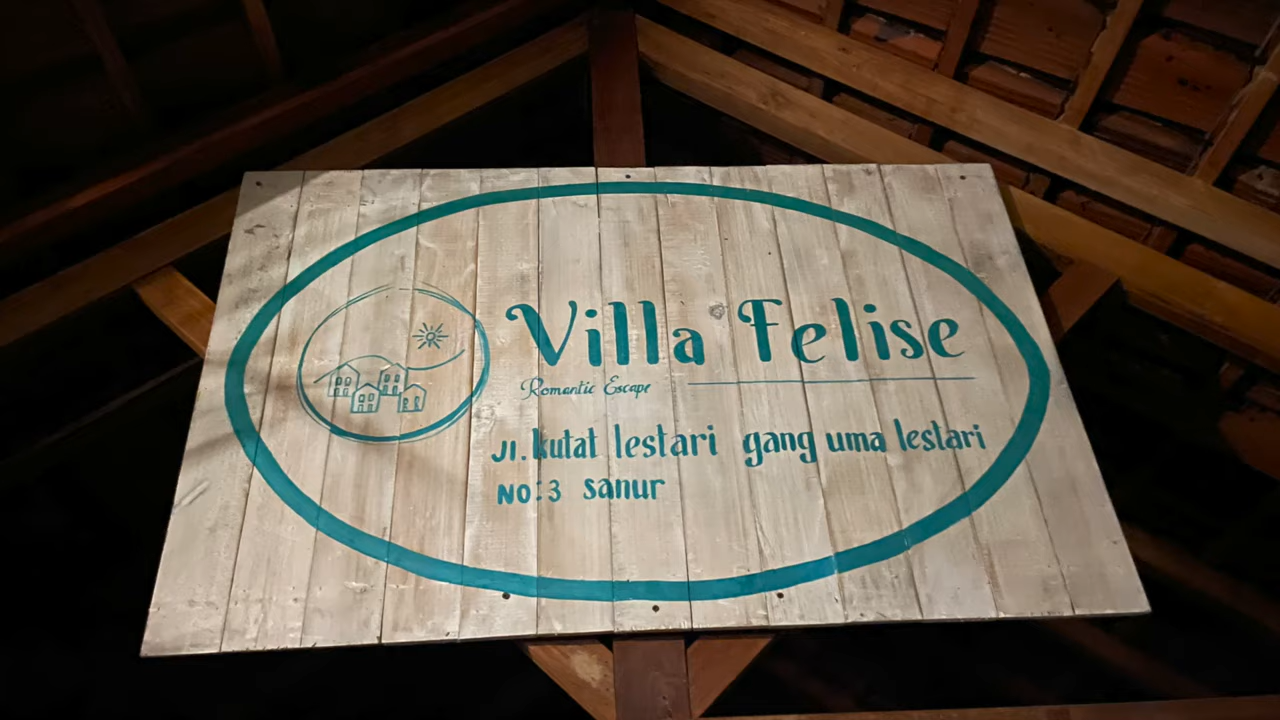 Villa Felise
Romantic Escape
Jl. kutat lestari gang uma lestari
NO:3 sanur